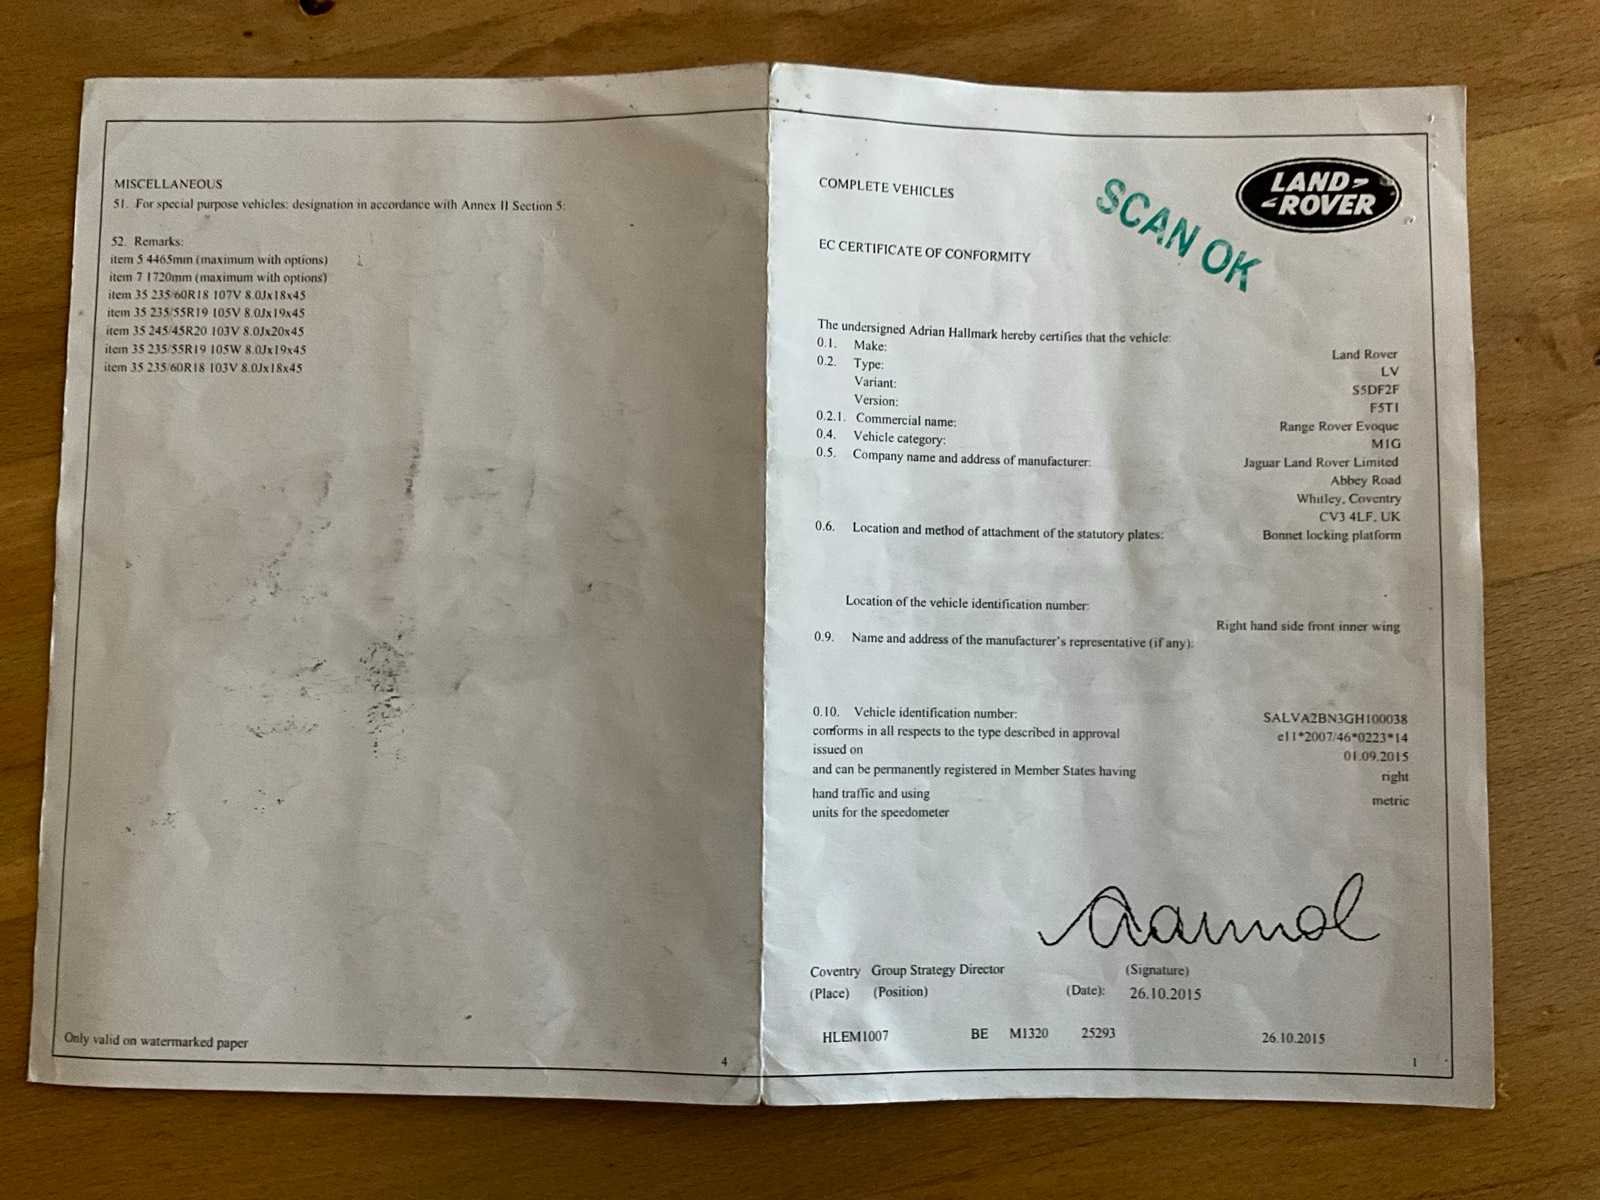 MISCELLANEOUS
51. For special purpose vehicles: designation in accordance with Annex II Section 5:
52. Remarks:
item 5 4465mm (maximum with options)
item 7 1720mm (maximum with options)
item 35 235/60R18 107V 8.0Jx18x45
item 35 235/55R19 105V 8.0Jx19x45
item 35 245/45R20 103V 8.0Jx20x45
item 35 235/55R19 105W 8.0Jx19x45
item 35 235/60R18 103V 8.0Jx18x45
Only valid on watermarked paper
4
COMPLETE VEHICLES
SCAN OK
LAND
ROVER
EC CERTIFICATE OF CONFORMITY
The undersigned Adrian Hallmark hereby certifies that the vehicle:
0.1. Make: Land Rover
0.2. Type: LV
Variant: S5DF2F
Version: F5T1
0.2.1. Commercial name: Range Rover Evoque
0.4. Vehicle category: M1G
0.5. Company name and address of manufacturer: Jaguar Land Rover Limited
Abbey Road
Whitley, Coventry
CV3 4LF, UK
0.6. Location and method of attachment of the statutory plates: Bonnet locking platform
Location of the vehicle identification number:
Right hand side front inner wing
0.9. Name and address of the manufacturer's representative (if any):
0.10. Vehicle identification number: SALVA2BN3GH100038
conforms in all respects to the type described in approval e11*2007/46*0223*14
issued on 01.09.2015
and can be permanently registered in Member States having right
hand traffic and using metric
units for the speedometer
Coventry Group Strategy Director (Signature)
(Place) (Position) (Date): 26.10.2015
HLEM1007 BE M1320 25293 26.10.2015
1